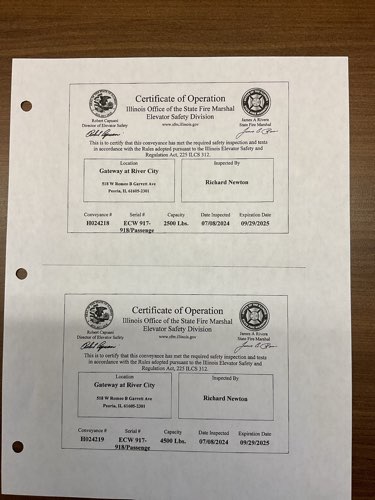 Certificate of Operation
Illinois Office of the State Fire Marshal
Elevator Safety Division
www.sfm.illinois.gov
Robert Capuani
Director of Elevator Safety
James A Rivera
State Fire Marshal
This is to certify that this conveyance has met the required safety inspection and tests
in accordance with the Rules adopted pursuant to the Illinois Elevator Safety and
Regulation Act, 225 ILCS 312.
Location
Gateway at River City
518 W Romeo B Garrett Ave
Peoria, IL 61605-2301
Inspected By
Richard Newton
Conveyance # Serial # Capacity Date Inspected Expiration Date
H024218 ECW 917- 2500 Lbs. 07/08/2024 09/29/2025
918/Passenge
Certificate of Operation
Illinois Office of the State Fire Marshal
Elevator Safety Division
www.sfm.illinois.gov
Robert Capuani
Director of Elevator Safety
James A Rivera
State Fire Marshal
This is to certify that this conveyance has met the required safety inspection and tests
in accordance with the Rules adopted pursuant to the Illinois Elevator Safety and
Regulation Act, 225 ILCS 312.
Location
Gateway at River City
518 W Romeo B Garrett Ave
Peoria, IL 61605-2301
Inspected By
Richard Newton
Conveyance # Serial # Capacity Date Inspected Expiration Date
H024219 ECW 917- 4500 Lbs. 07/08/2024 09/29/2025
918/Passenge